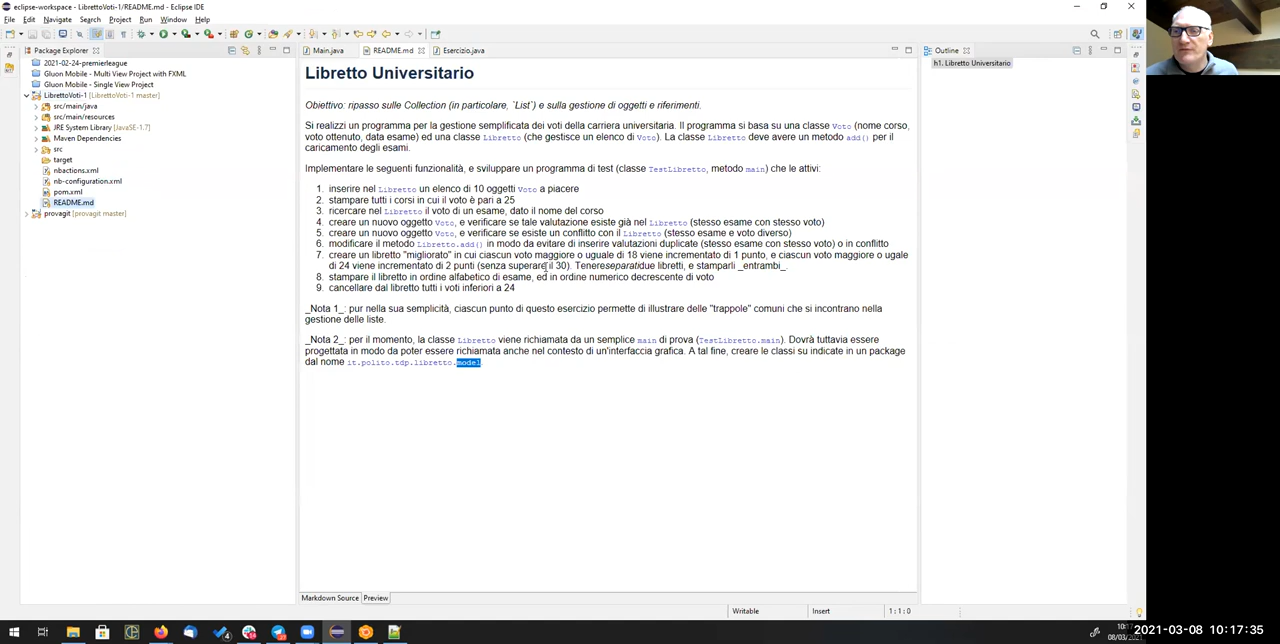 eclipse-workspace - LibrettoVoti-1/README.md - Eclipse IDE
File Edit Navigate Search Project Run Window Help
Package Explorer
Main.java
README.md
Esercizio.java
Outline
2021-02-24-premierleague
Gluon Mobile - Multi View Project with FXML
Gluon Mobile - Single View Project
LibrettoVoti-1 [LibrettoVoti-1 master]
src/main/java
src/main/resources
JRE System Library [JavaSE-1.7]
Maven Dependencies
src
target
nbactions.xml
nb-configuration.xml
pom.xml
README.md
provagit [provagit master]
h1. Libretto Universitario
Libretto Universitario
Obiettivo: ripasso sulle Collection (in particolare, `List`) e sulla gestione di oggetti e riferimenti.
Si realizzi un programma per la gestione semplificata dei voti della carriera universitaria. Il programma si basa su una classe Voto (nome corso,
voto ottenuto, data esame) ed una classe Libretto (che gestisce un elenco di Voto). La classe Libretto deve avere un metodo add() per il
caricamento degli esami.
Implementare le seguenti funzionalità, e sviluppare un programma di test (classe TestLibretto, metodo main) che le attivi:
1. inserire nel Libretto un elenco di 10 oggetti Voto a piacere
2. stampare tutti i corsi in cui il voto è pari a 25
3. ricercare nel Libretto il voto di un esame, dato il nome del corso
4. creare un nuovo oggetto Voto, e verificare se tale valutazione esiste già nel Libretto (stesso esame con stesso voto)
5. creare un nuovo oggetto Voto, e verificare se esiste un conflitto con il Libretto (stesso esame e voto diverso)
6. modificare il metodo Libretto.add() in modo da evitare di inserire valutazioni duplicate (stesso esame con stesso voto) o in conflitto
7. creare un libretto "migliorato" in cui ciascun voto maggiore o uguale di 18 viene incrementato di 1 punto, e ciascun voto maggiore o ugale
di 24 viene incrementato di 2 punti (senza superare il 30). Tenereseparatidue libretti, e stamparli _entrambi_.
8. stampare il libretto in ordine alfabetico di esame, ed in ordine numerico decrescente di voto
9. cancellare dal libretto tutti i voti inferiori a 24
_Nota 1_: pur nella sua semplicità, ciascun punto di questo esercizio permette di illustrare delle "trappole" comuni che si incontrano nella
gestione delle liste.
_Nota 2_: per il momento, la classe Libretto viene richiamata da un semplice main di prova (TestLibretto.main). Dovrà tuttavia essere
progettata in modo da poter essere richiamata anche nel contesto di un'interfaccia grafica. A tal fine, creare le classi su indicate in un package
dal nome it.polito.tdp.libretto.model
Markdown Source Preview
Writable
Insert
1:1:0
08/03/
2021-03-08 10:17:35